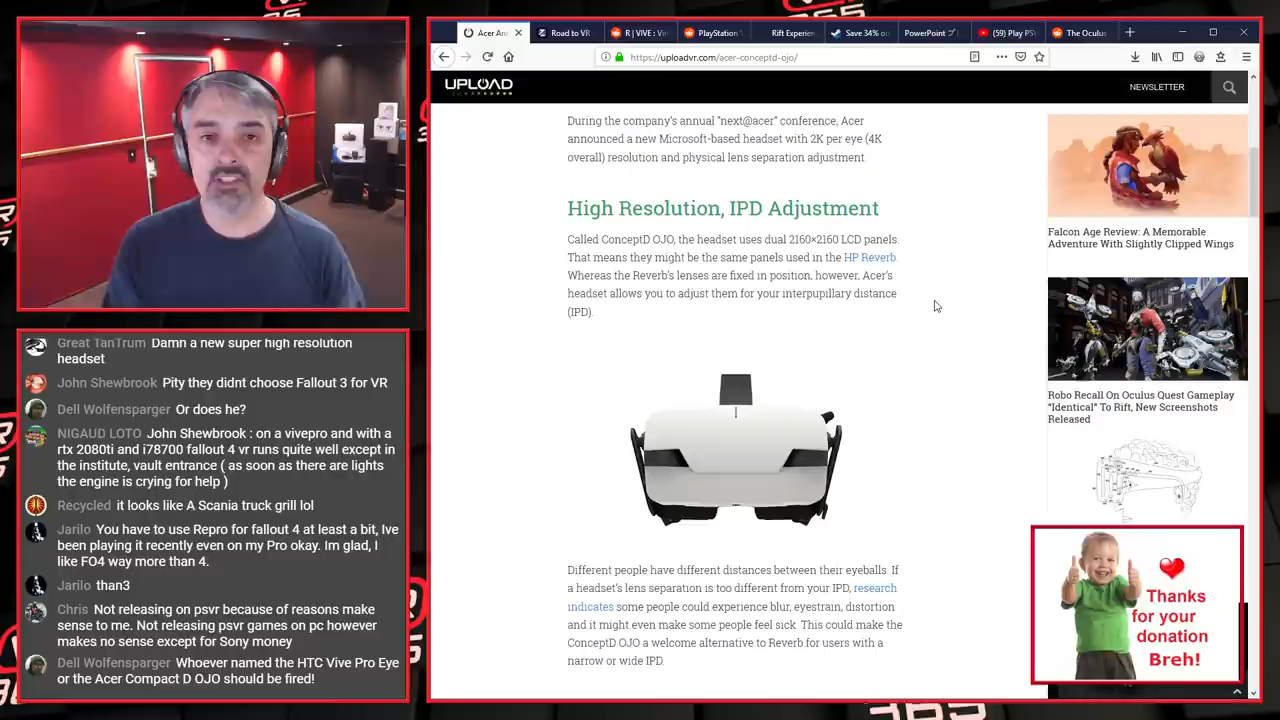 Acer An
Road to VR
R | VIVE : Viv
PlayStation
Rift Experien
Save 34% on
PowerPoint プ
(59) Play PS
The Oculus
https://uploadvr.com/acer-conceptd-ojo/
UPLOAD
NEWSLETTER
During the company's annual "next@acer" conference, Acer
announced a new Microsoft-based headset with 2K per eye (4K
overall) resolution and physical lens separation adjustment.
High Resolution, IPD Adjustment
Called ConceptD OJO, the headset uses dual 2160×2160 LCD panels.
That means they might be the same panels used in the HP Reverb.
Whereas the Reverb's lenses are fixed in position, however, Acer's
headset allows you to adjust them for your interpupillary distance
(IPD).
Different people have different distances between their eyeballs. If
a headset's lens separation is too different from your IPD, research
indicates some people could experience blur, eyestrain, distortion
and it might even make some people feel sick. This could make the
ConceptD OJO a welcome alternative to Reverb for users with a
narrow or wide IPD.
Falcon Age Review: A Memorable
Adventure With Slightly Clipped Wings
Robo Recall On Oculus Quest Gameplay
"Identical" To Rift, New Screenshots
Released
Thanks
for your
donation
Breh!
Great TanTrum Damn a new super high resolution
headset
John Shewbrook Pity they didnt choose Fallout 3 for VR
Dell Wolfensparger Or does he?
NIGAUD LOTO John Shewbrook : on a vivepro and with a
rtx 2080ti and i78700 fallout 4 vr runs quite well except in
the institute, vault entrance ( as soon as there are lights
the engine is crying for help )
Recycled it looks like A Scania truck grill lol
Jarilo You have to use Repro for fallout 4 at least a bit, Ive
been playing it recently even on my Pro okay. Im glad, I
like FO4 way more than 4.
Jarilo than3
Chris Not releasing on psvr because of reasons make
sense to me. Not releasing psvr games on pc however
makes no sense except for Sony money
Dell Wolfensparger Whoever named the HTC Vive Pro Eye
or the Acer Compact D OJO should be fired!